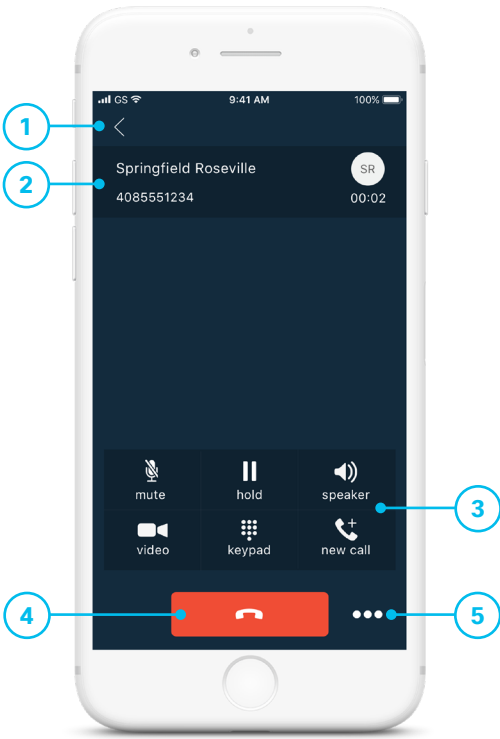 GS 9:41 AM 100%
1
Springfield Roseville SR
2
4085551234 00:02
mute hold speaker
3
video keypad new call
4
5